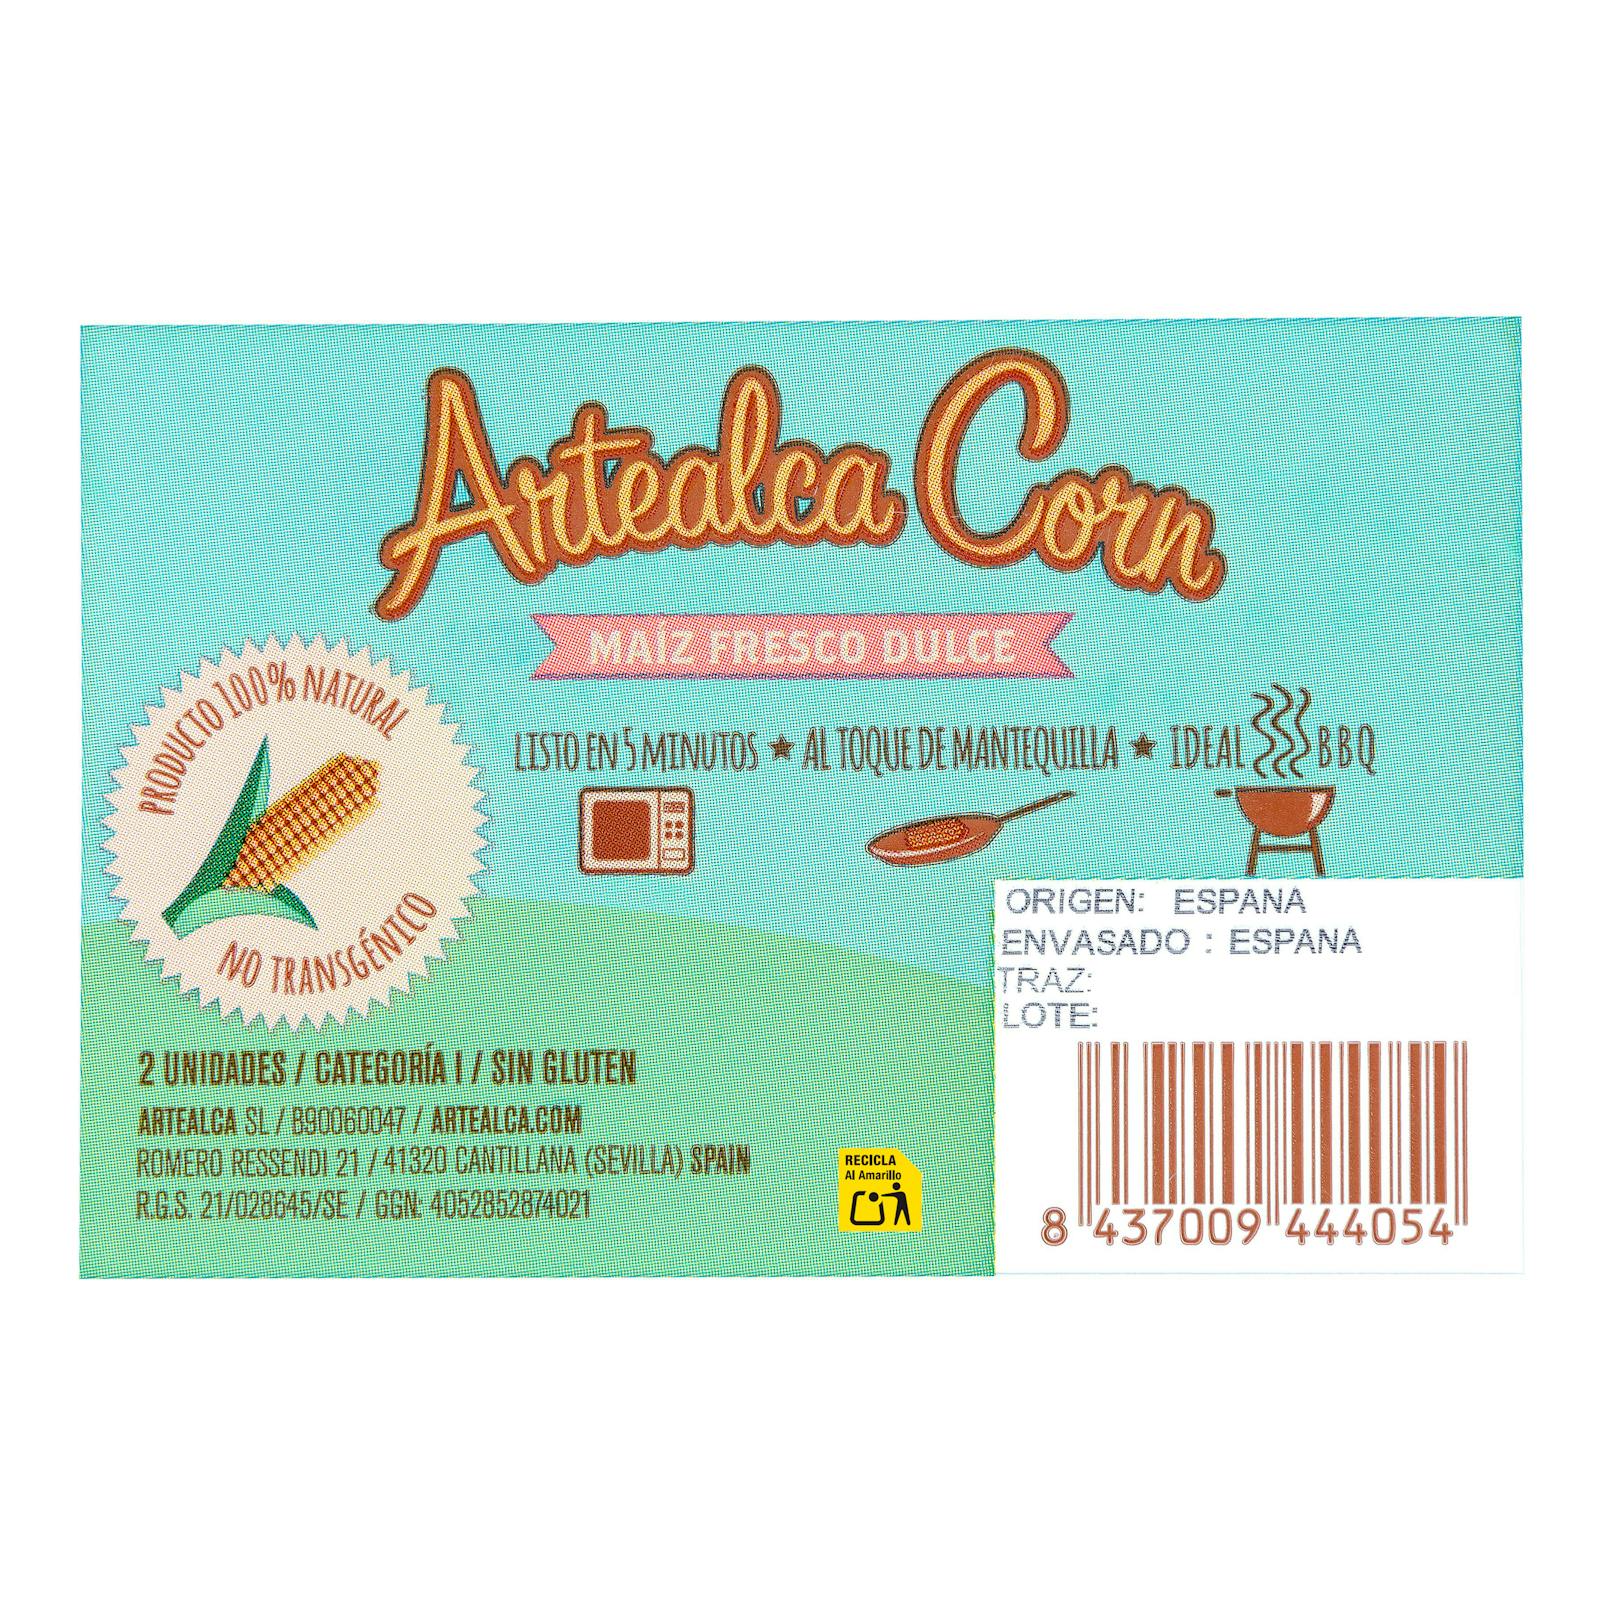 Artealca Corn
MAÍZ FRESCO DULCE
PRODUCTO 100% NATURAL
NO TRANSGÉNICO
LISTO EN 5 MINUTOS ★ AL TOQUE DE MANTEQUILLA ★ IDEAL BBQ
ORIGEN: ESPANA
ENVASADO : ESPANA
TRAZ:
LOTE:
2 UNIDADES / CATEGORÍA I / SIN GLUTEN
ARTEALCA SL / B90060047 / ARTEALCA.COM
ROMERO RESSENDI 21 / 41320 CANTILLANA (SEVILLA) SPAIN
R.G.S. 21/028645/SE / GGN: 4052852874021
RECICLA
Al Amarillo
8 437009 444054